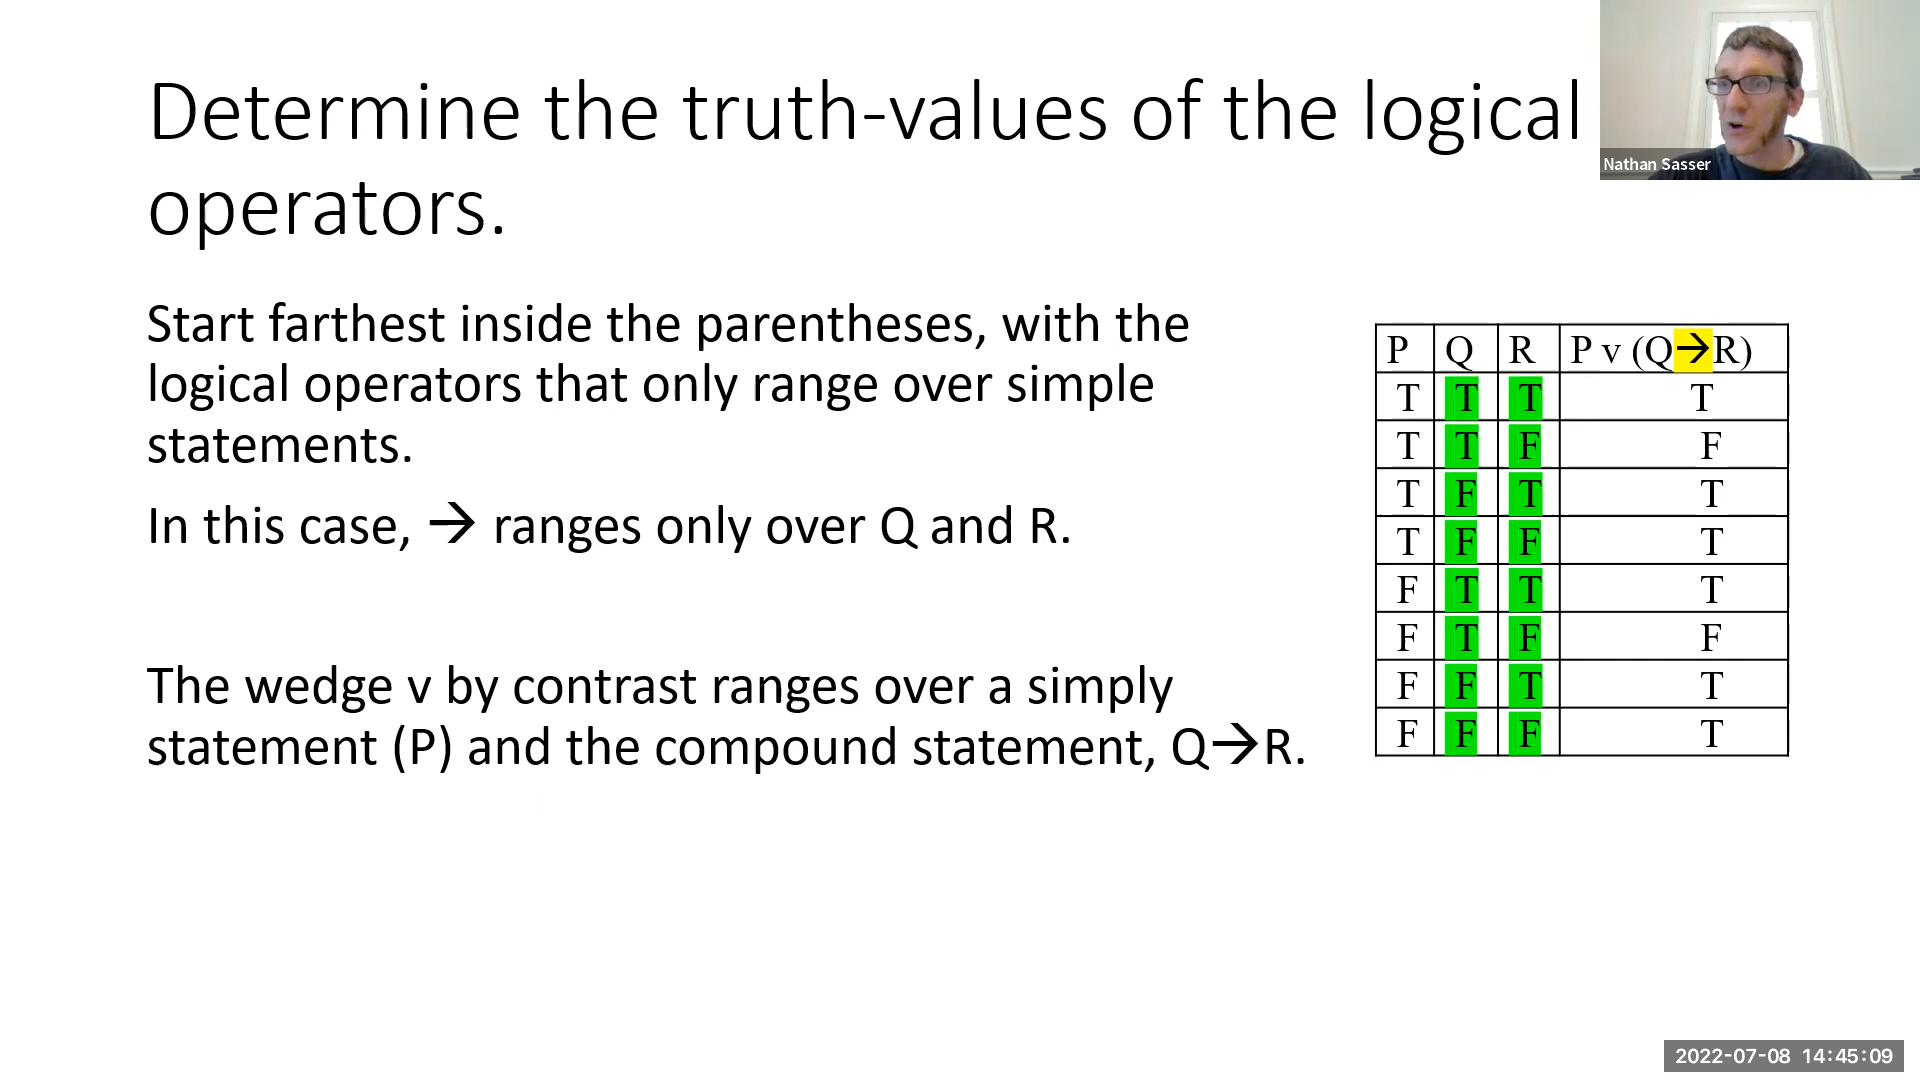 Determine the truth-values of the logical
operators.
Nathan Sasser
Start farthest inside the parentheses, with the
logical operators that only range over simple
statements.
In this case, → ranges only over Q and R.
The wedge v by contrast ranges over a simply
statement (P) and the compound statement, Q→R.
P Q R P v (Q→R)
T T T T
T T F F
T F T T
T F F T
F T T T
F T F F
F F T T
F F F T
2022-07-08 14:45:09